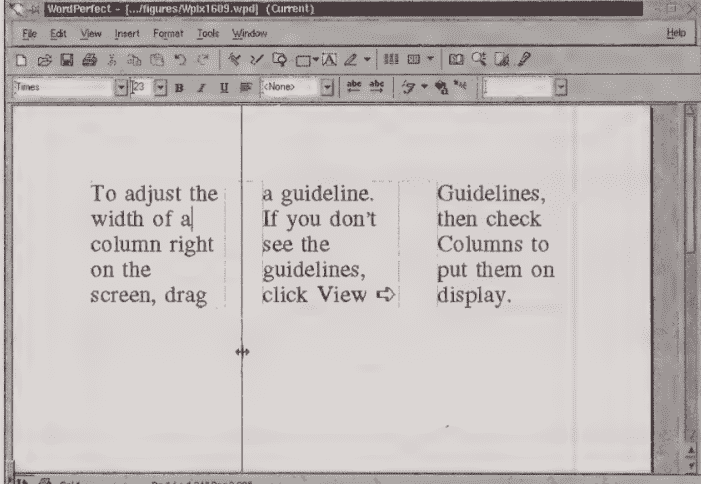 WordPerfect - [.../figures/Wplx1609.wpd] (Current)
File Edit View Insert Format Tools Window Help
Times 23 B I U <None> abc abc
To adjust the
width of a
column right
on the
screen, drag
a guideline.
If you don't
see the
guidelines,
click View ➪
Guidelines,
then check
Columns to
put them on
display.